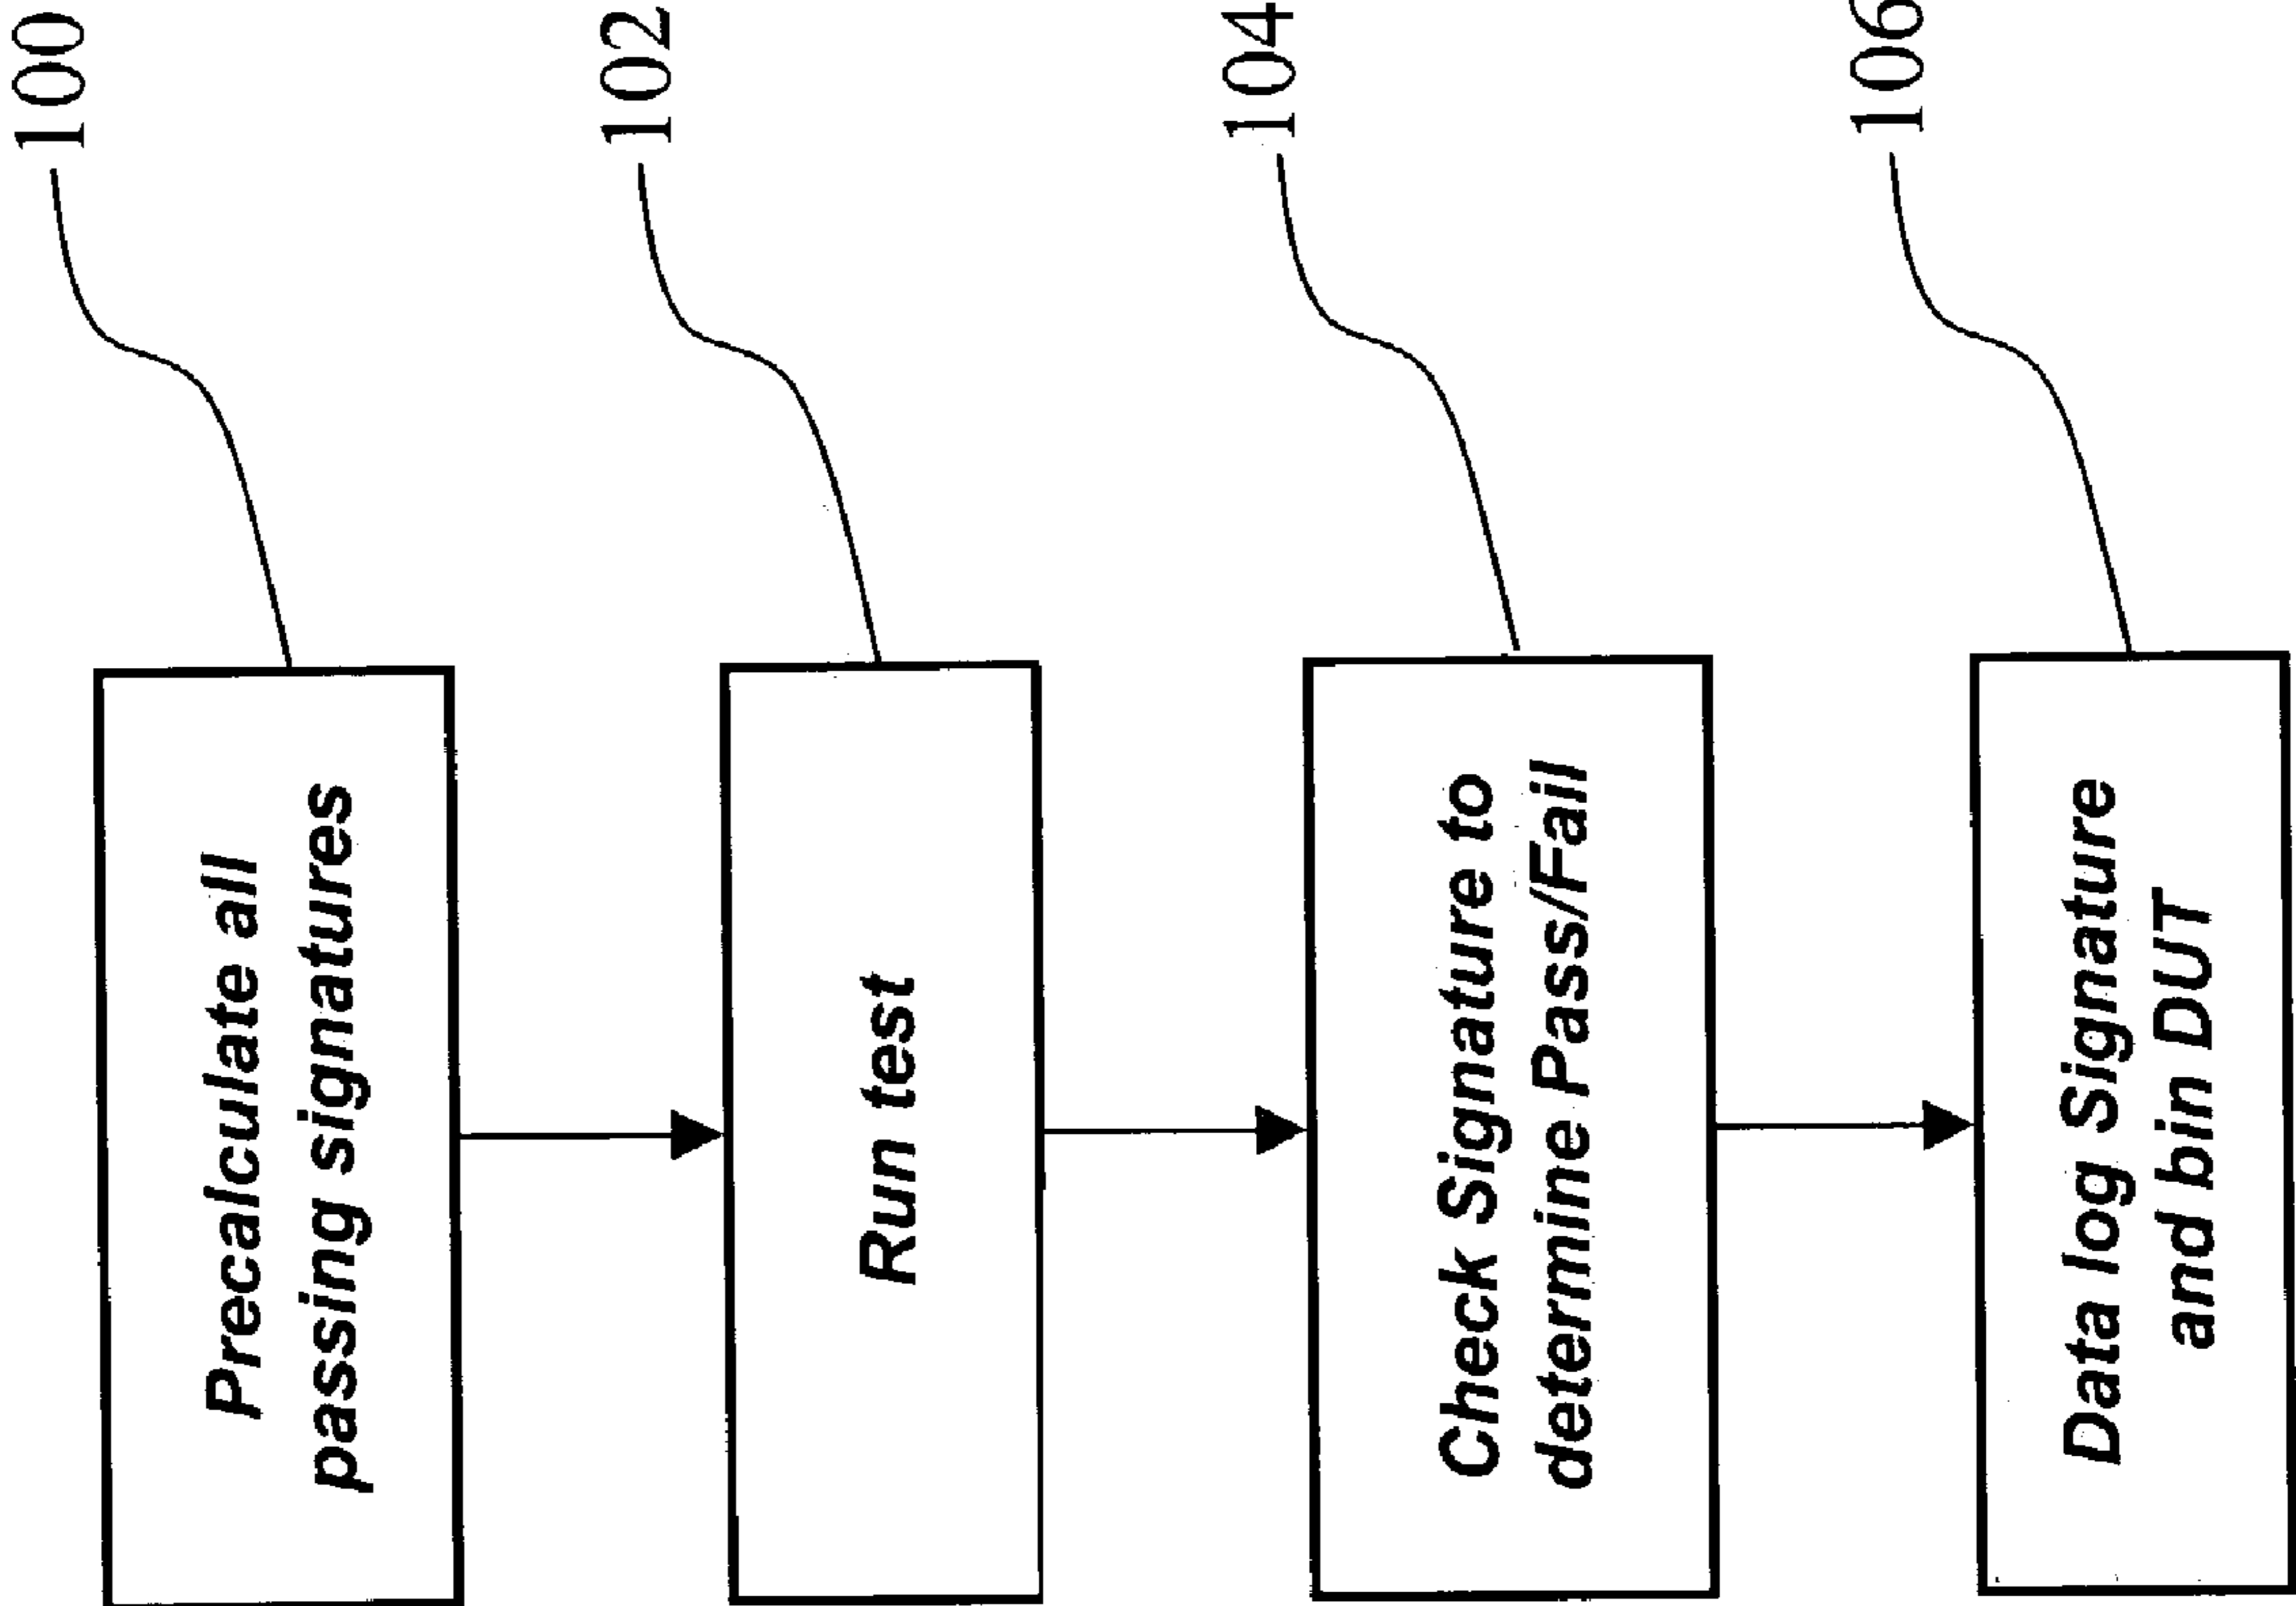 100
Precalculate all
passing signatures
102
Run test
104
Check Signature to
determine Pass/Fail
106
Data log Signature
and bin DUT